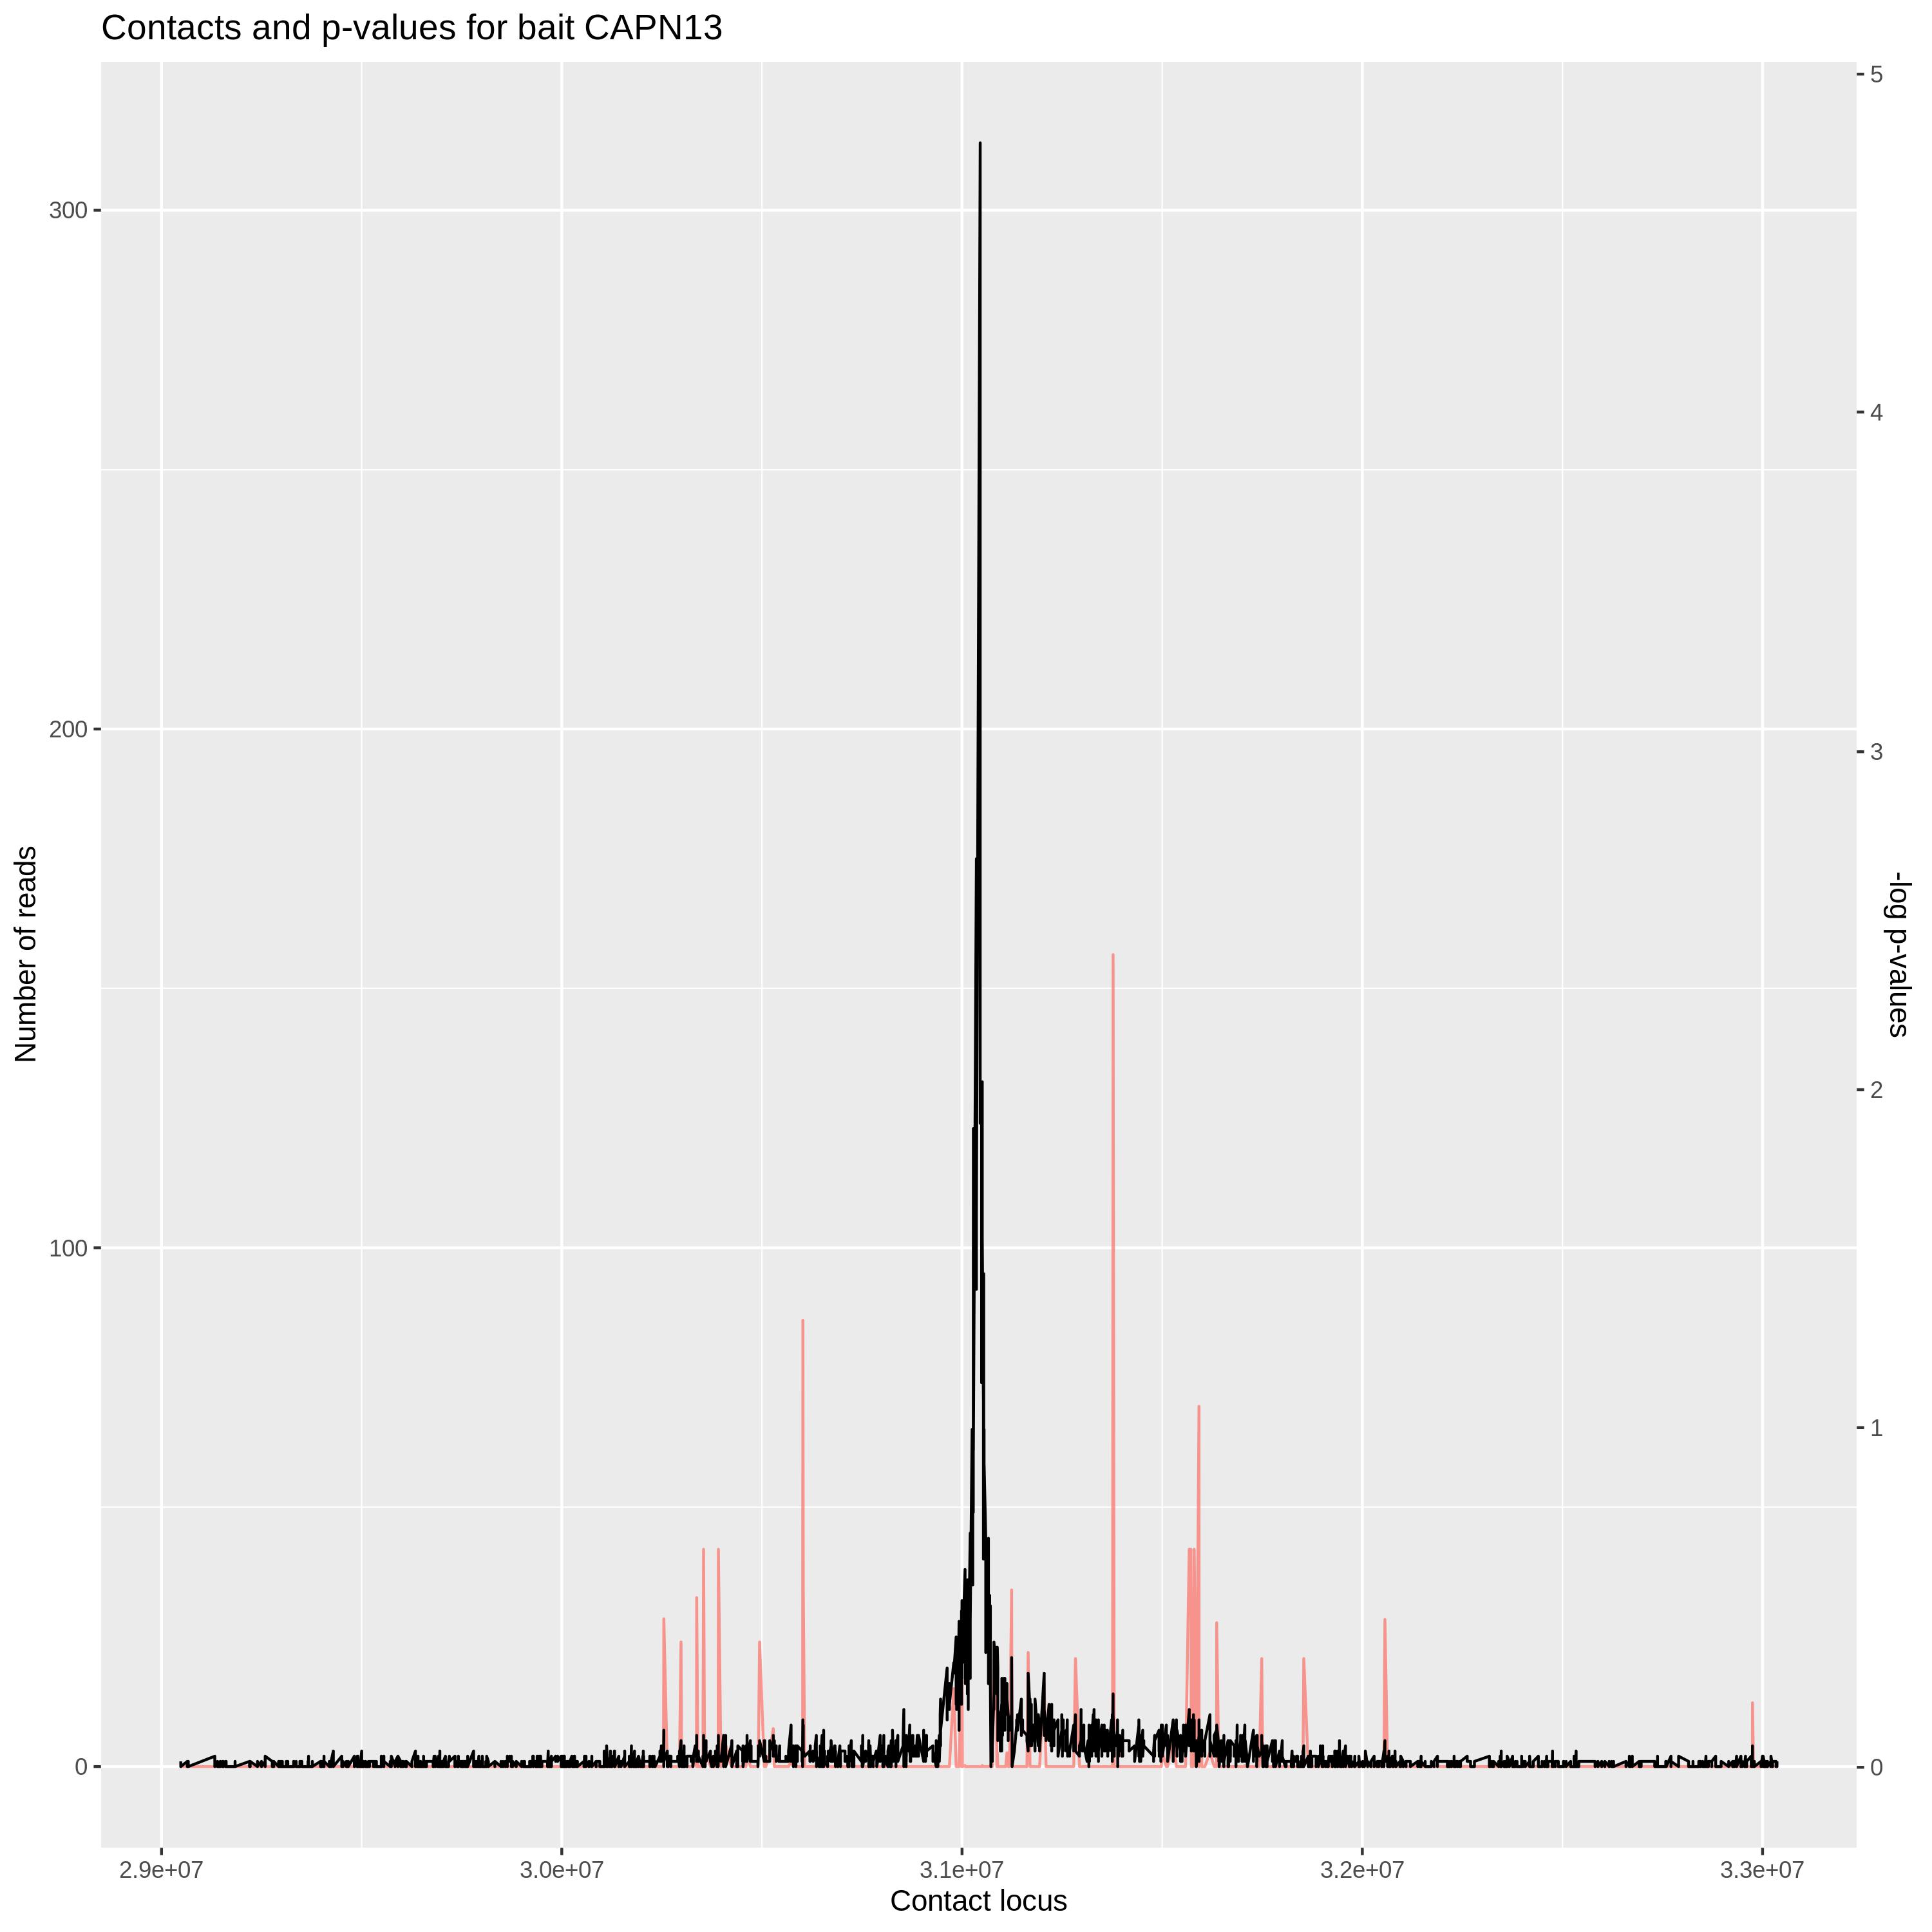 Contacts and p-values for bait CAPN13
Number of reads
300
200
100
0
5
4
3
2
1
0
-log p-values
2.9e+07
3.0e+07
3.1e+07
3.2e+07
3.3e+07
Contact locus